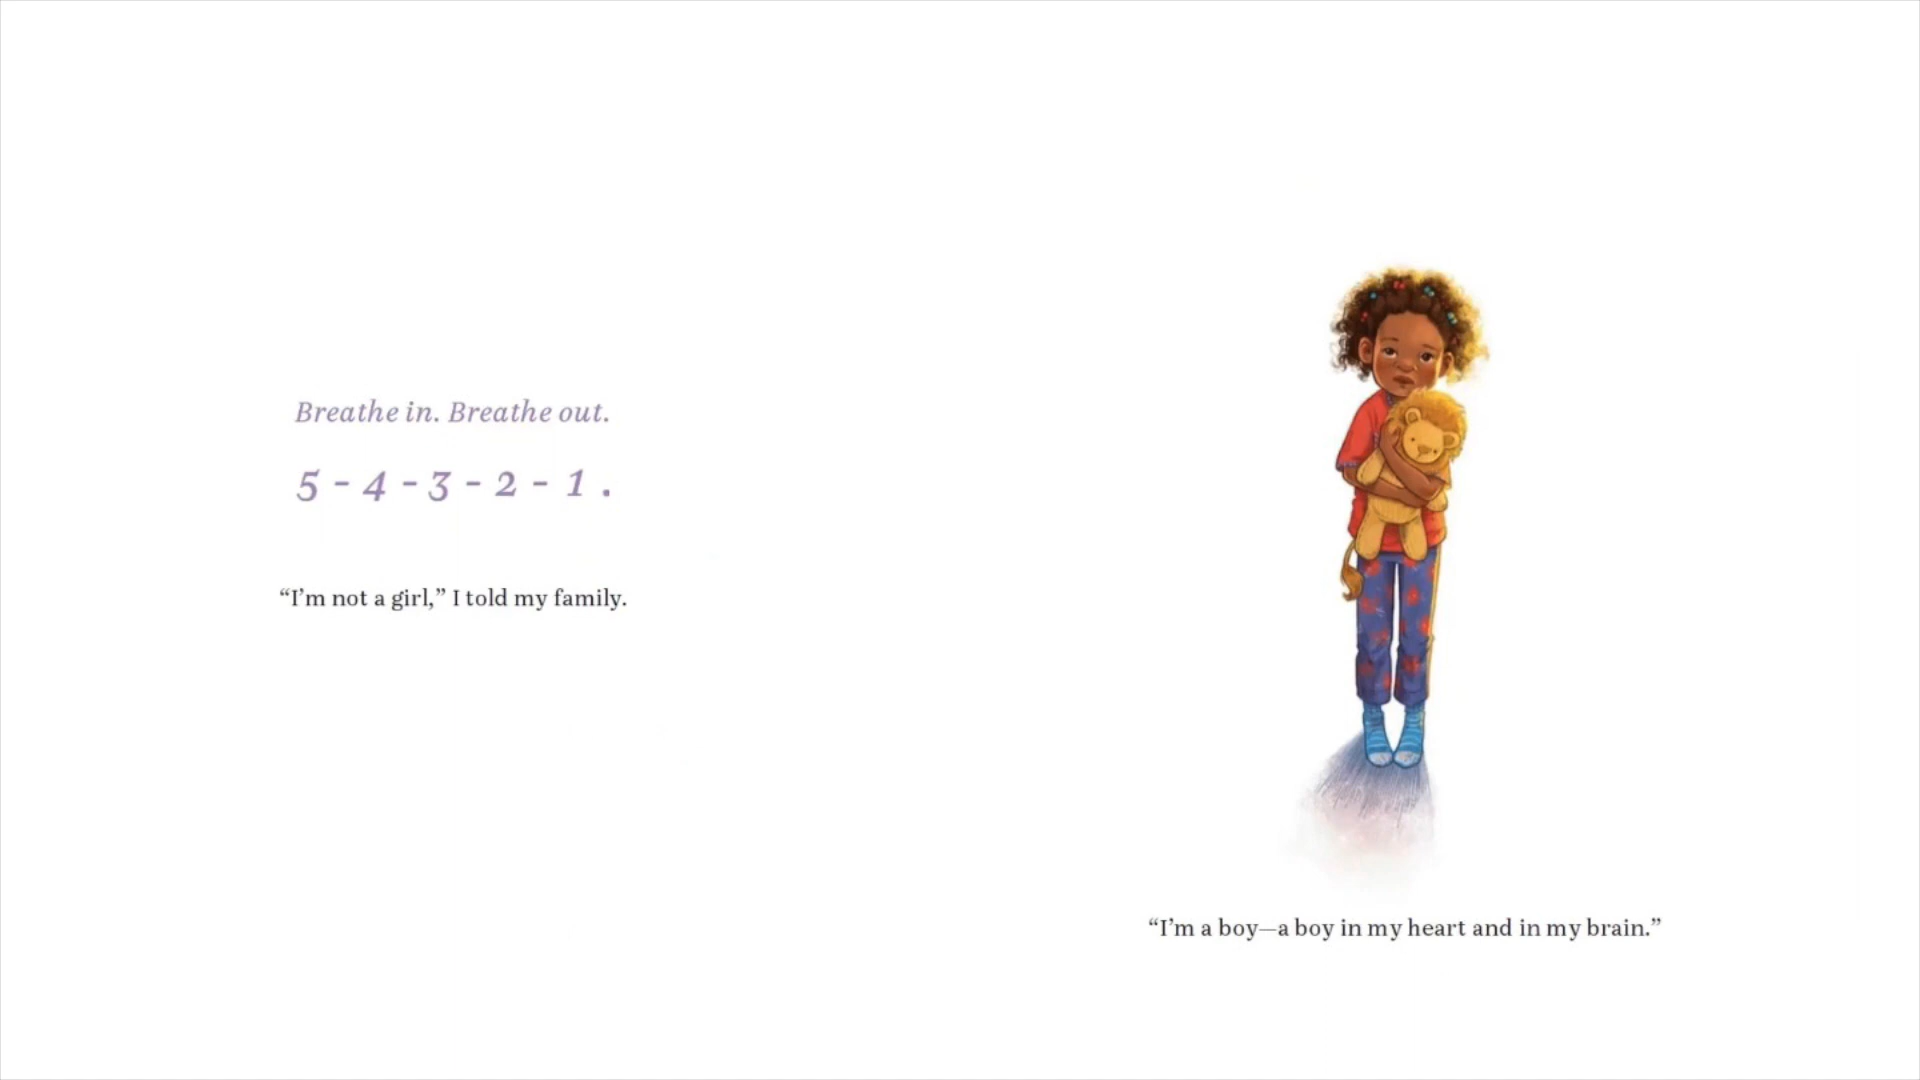 Breathe in. Breathe out.
5 - 4 - 3 - 2 - 1 .
“I’m not a girl,” I told my family.
“I’m a boy—a boy in my heart and in my brain.”